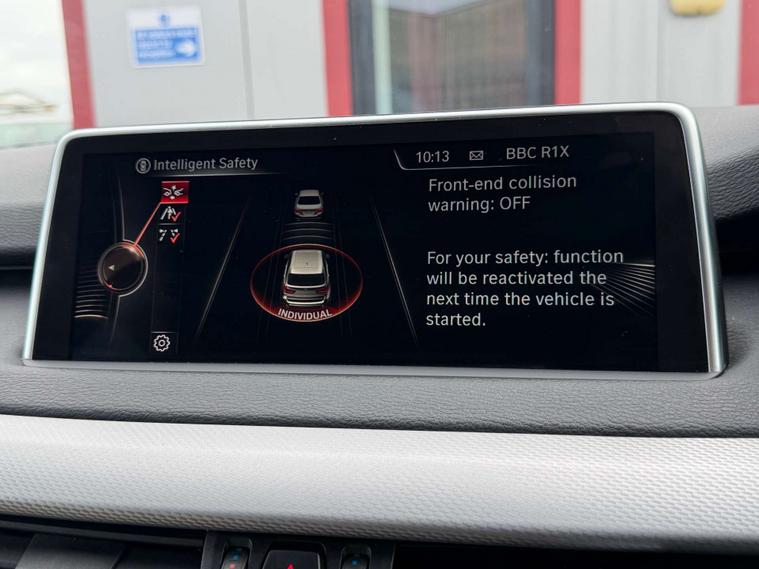 Intelligent Safety
10:13
BBC R1X
Front-end collision
warning: OFF
For your safety: function
will be reactivated the
next time the vehicle is
started.
INDIVIDUAL